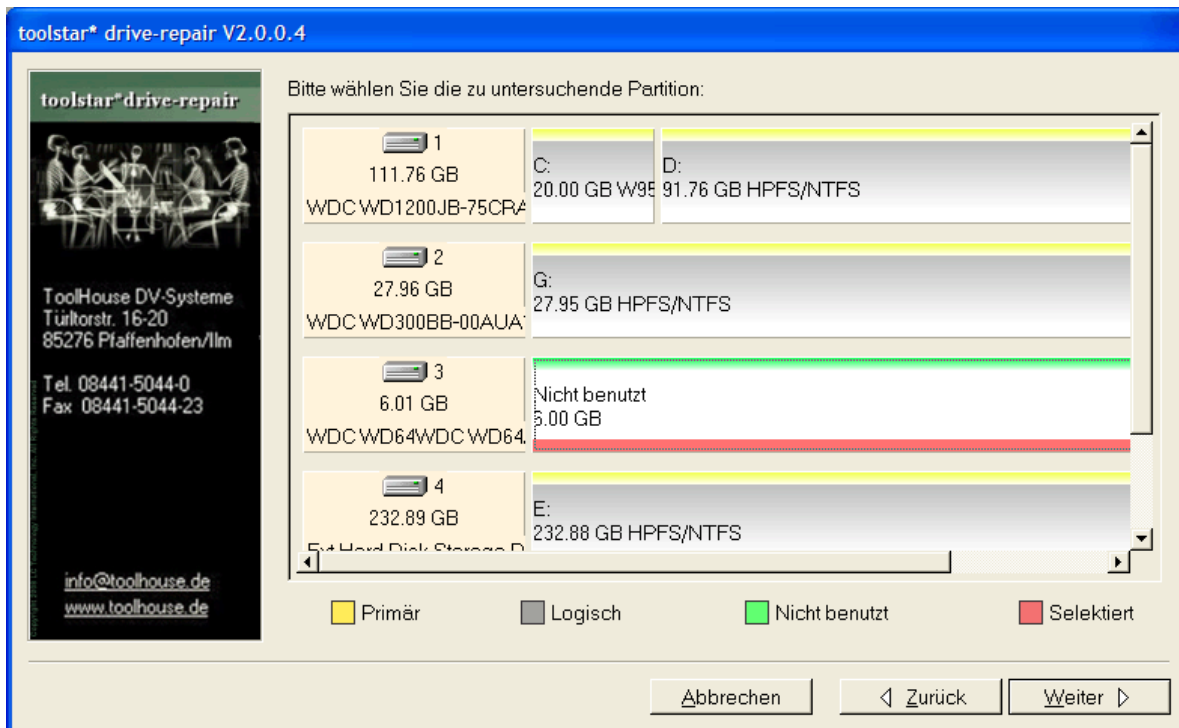 toolstar* drive-repair V2.0.0.4
toolstar*drive-repair
ToolHouse DV-Systeme
Türltorstr. 16-20
85276 Pfaffenhofen/Ilm
Tel. 08441-5044-0
Fax 08441-5044-23
info@toolhouse.de
www.toolhouse.de
Bitte wählen Sie die zu untersuchende Partition:
1
111.76 GB
WDC WD1200JB-75CRA
C:
20.00 GB W95
D:
91.76 GB HPFS/NTFS
2
27.96 GB
WDC WD300BB-00AUA
G:
27.95 GB HPFS/NTFS
3
6.01 GB
WDC WD64WDC WD64
Nicht benutzt
6.00 GB
4
232.89 GB
Ext Hard Disk Storage D
E:
232.88 GB HPFS/NTFS
Primär
Logisch
Nicht benutzt
Selektiert
Abbrechen
Zurück
Weiter